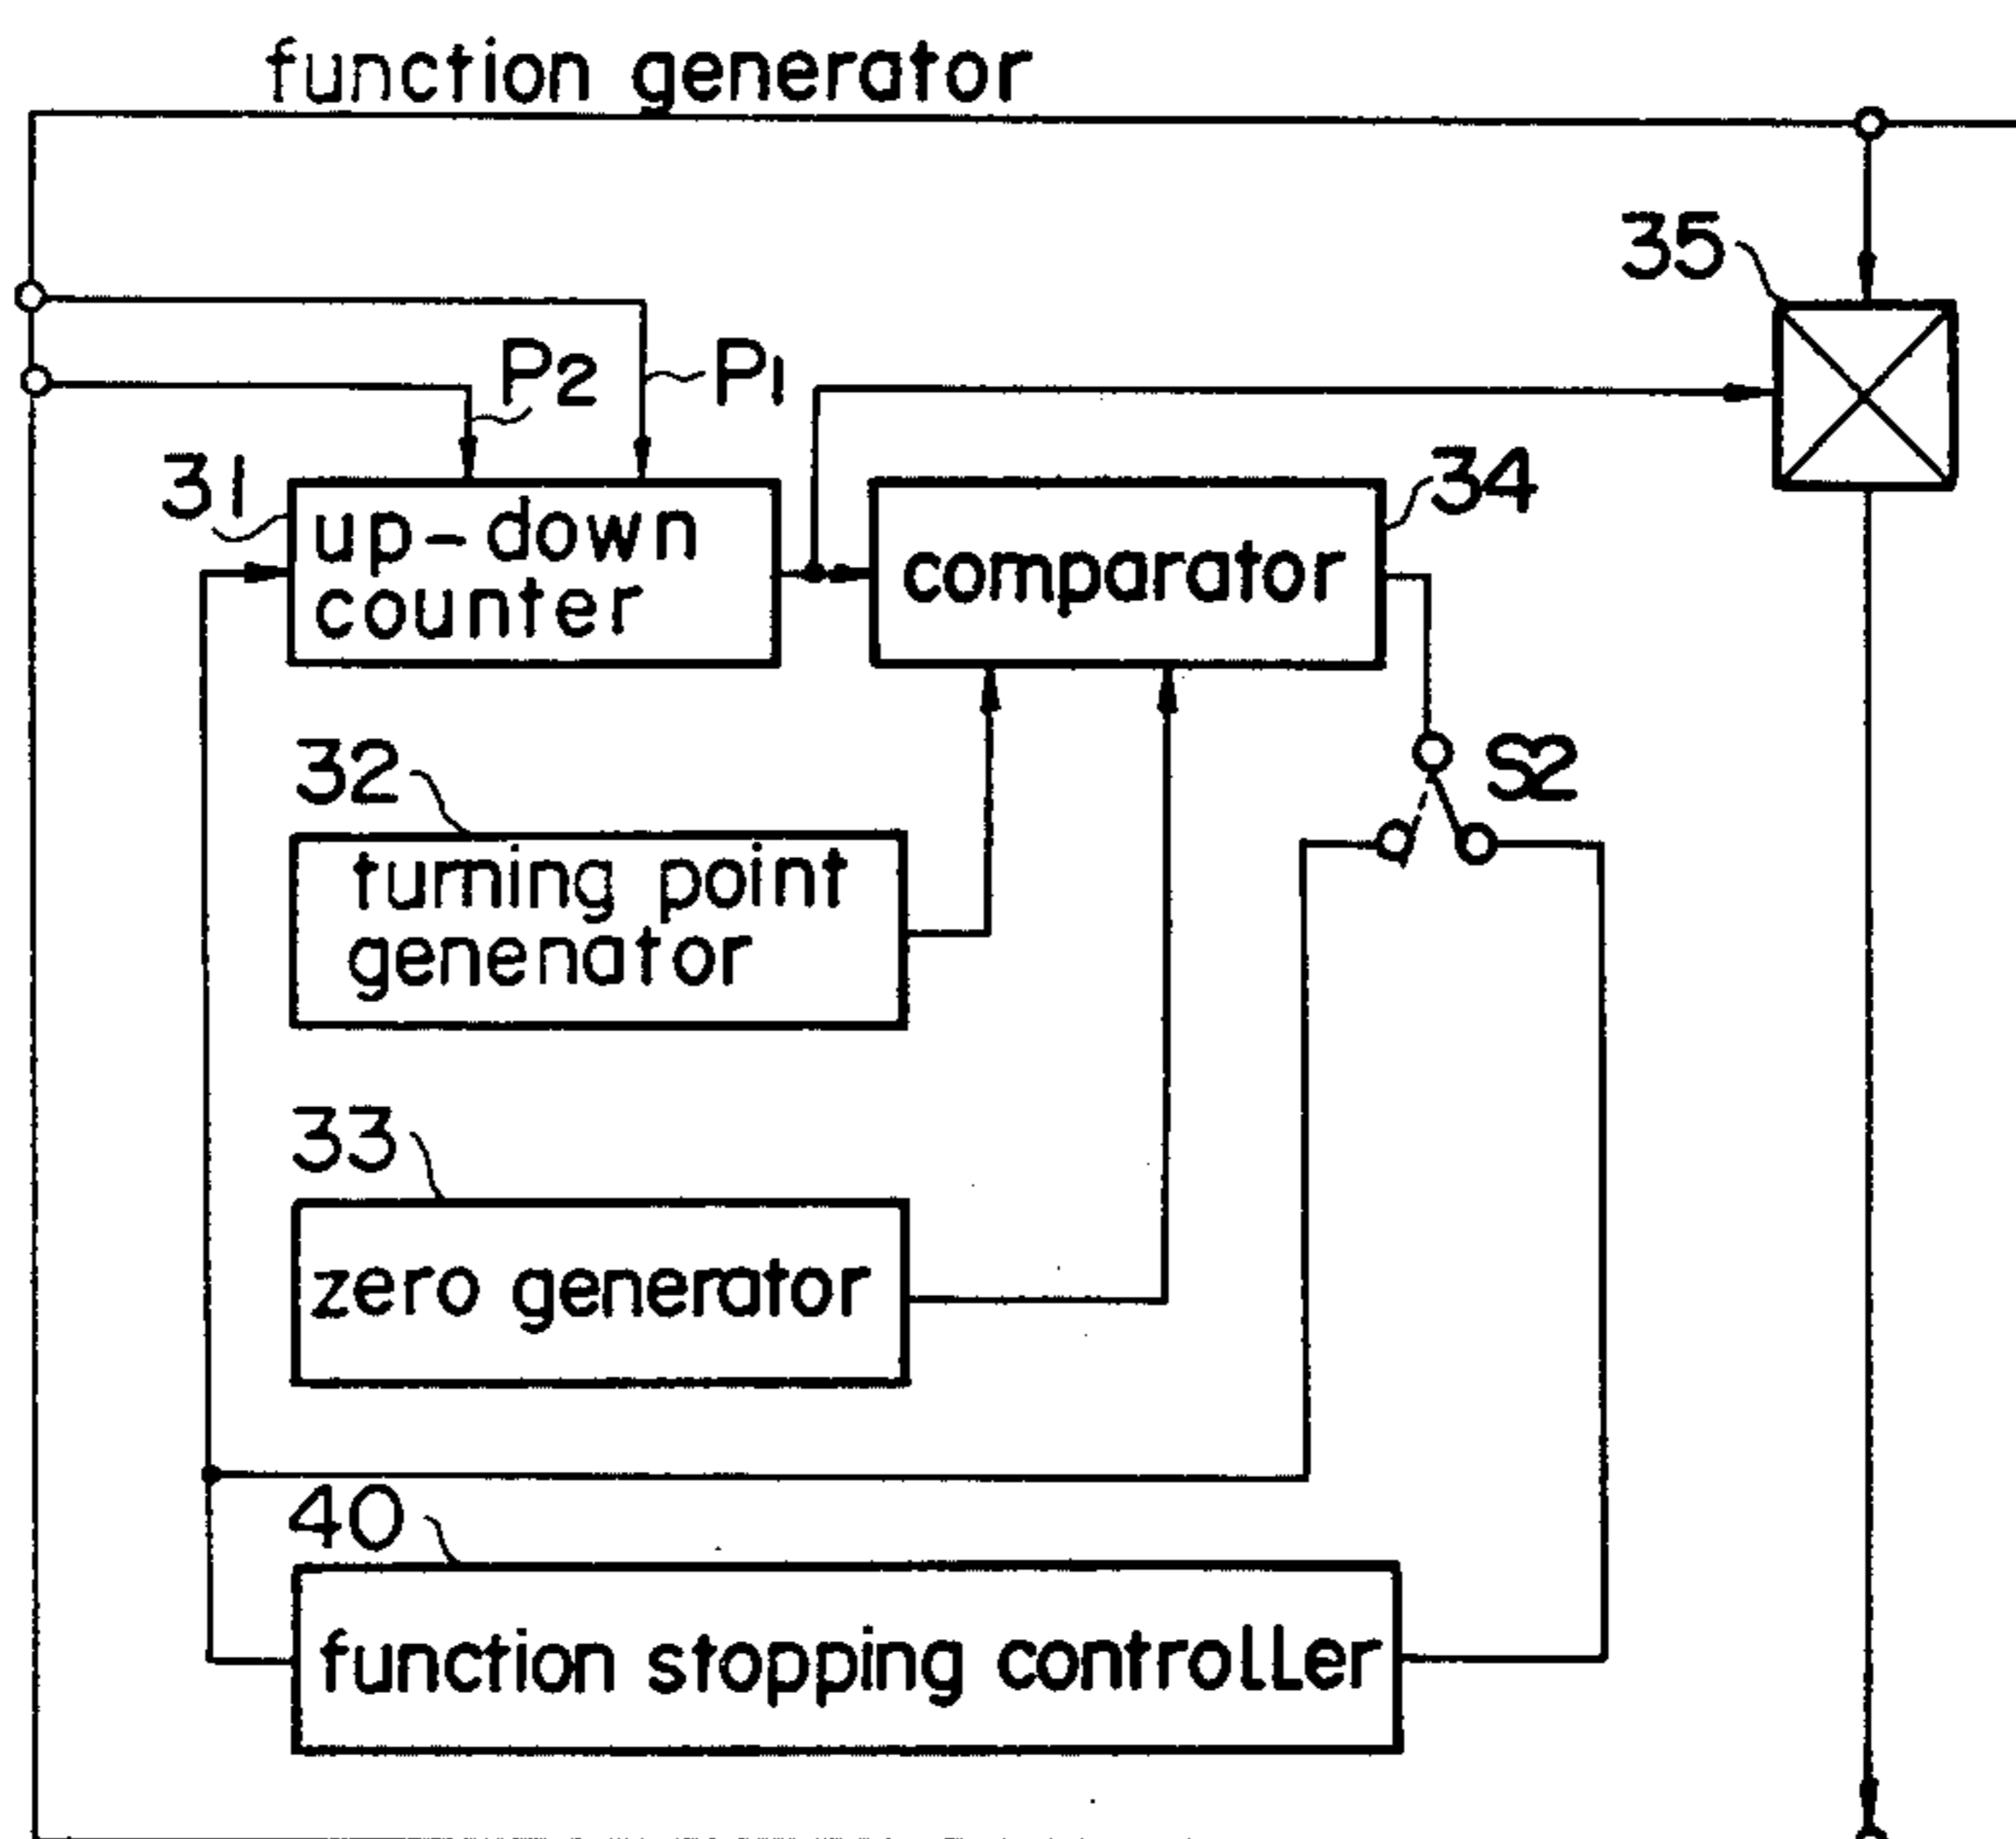 function generator
35
P2
P1
31
34
up-down
counter
comparator
32
S2
turning point
genenator
33
zero generator
40
function stopping controller